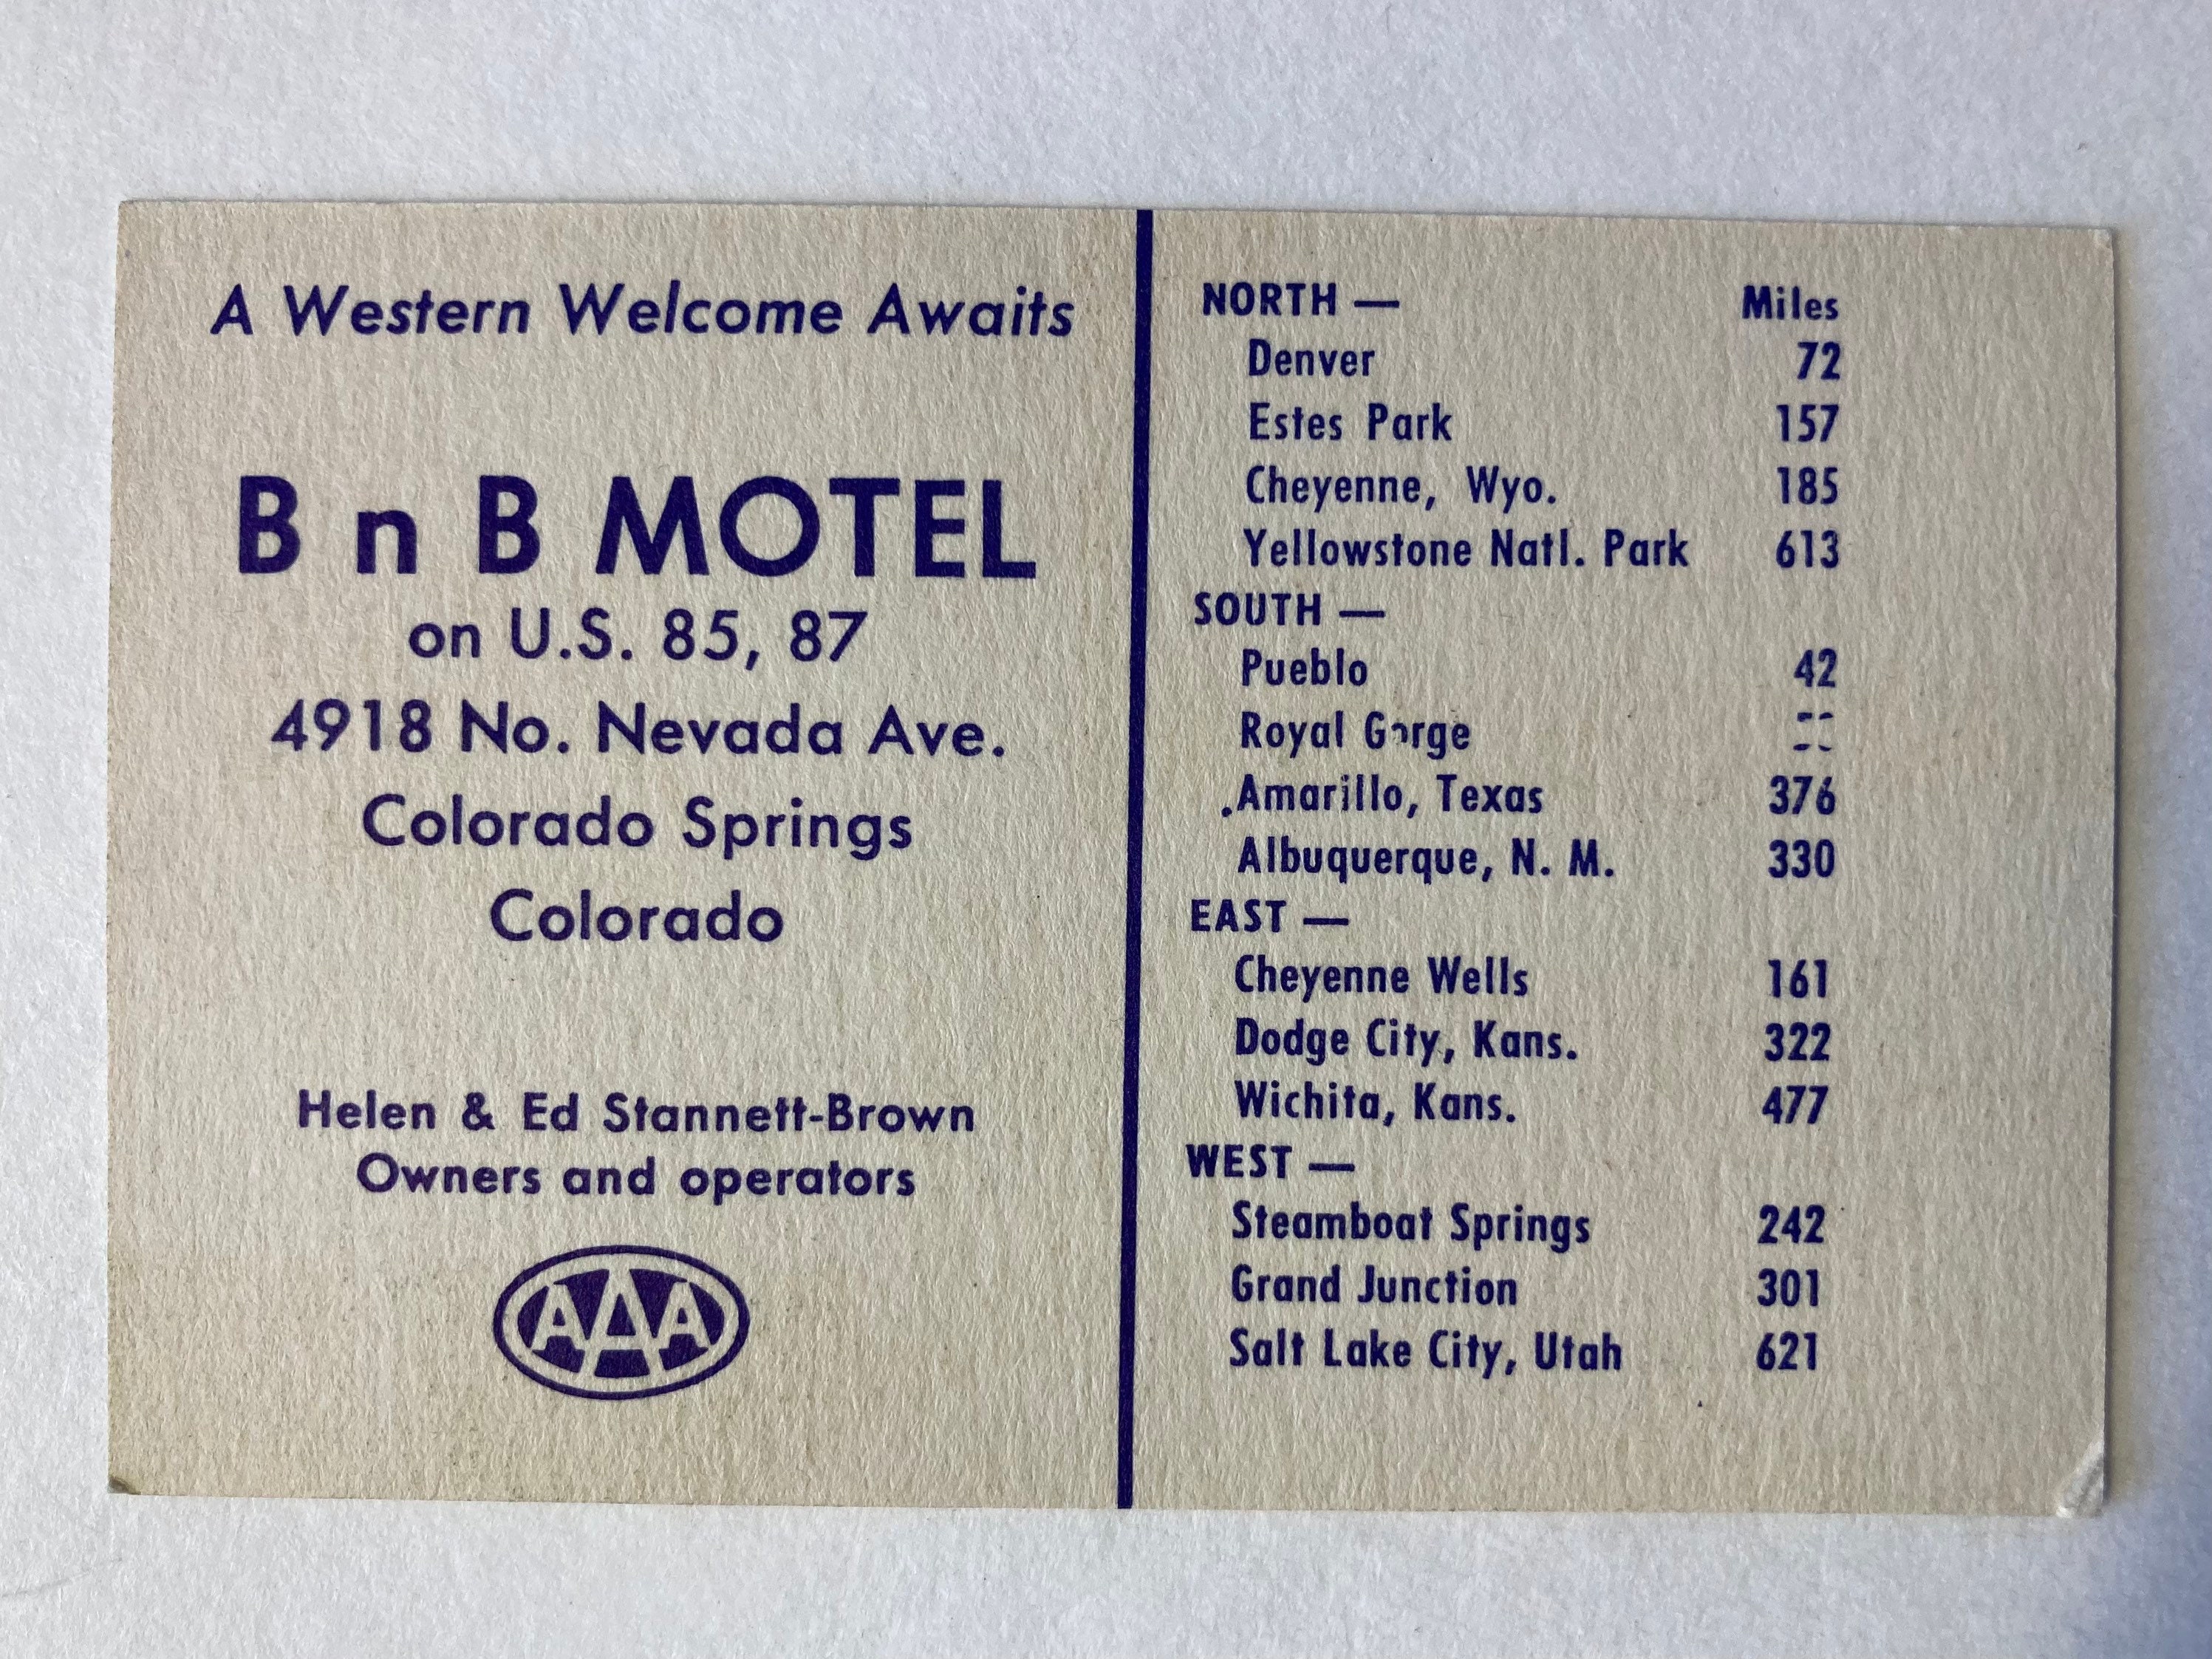 A Western Welcome Awaits
B n B MOTEL
on U.S. 85, 87
4918 No. Nevada Ave.
Colorado Springs
Colorado
Helen & Ed Stannett-Brown
Owners and operators
AAA
NORTH — Miles
Denver 72
Estes Park 157
Cheyenne, Wyo. 185
Yellowstone Natl. Park 613
SOUTH —
Pueblo 42
Royal Gorge
Amarillo, Texas 376
Albuquerque, N. M. 330
EAST —
Cheyenne Wells 161
Dodge City, Kans. 322
Wichita, Kans. 477
WEST —
Steamboat Springs 242
Grand Junction 301
Salt Lake City, Utah 621